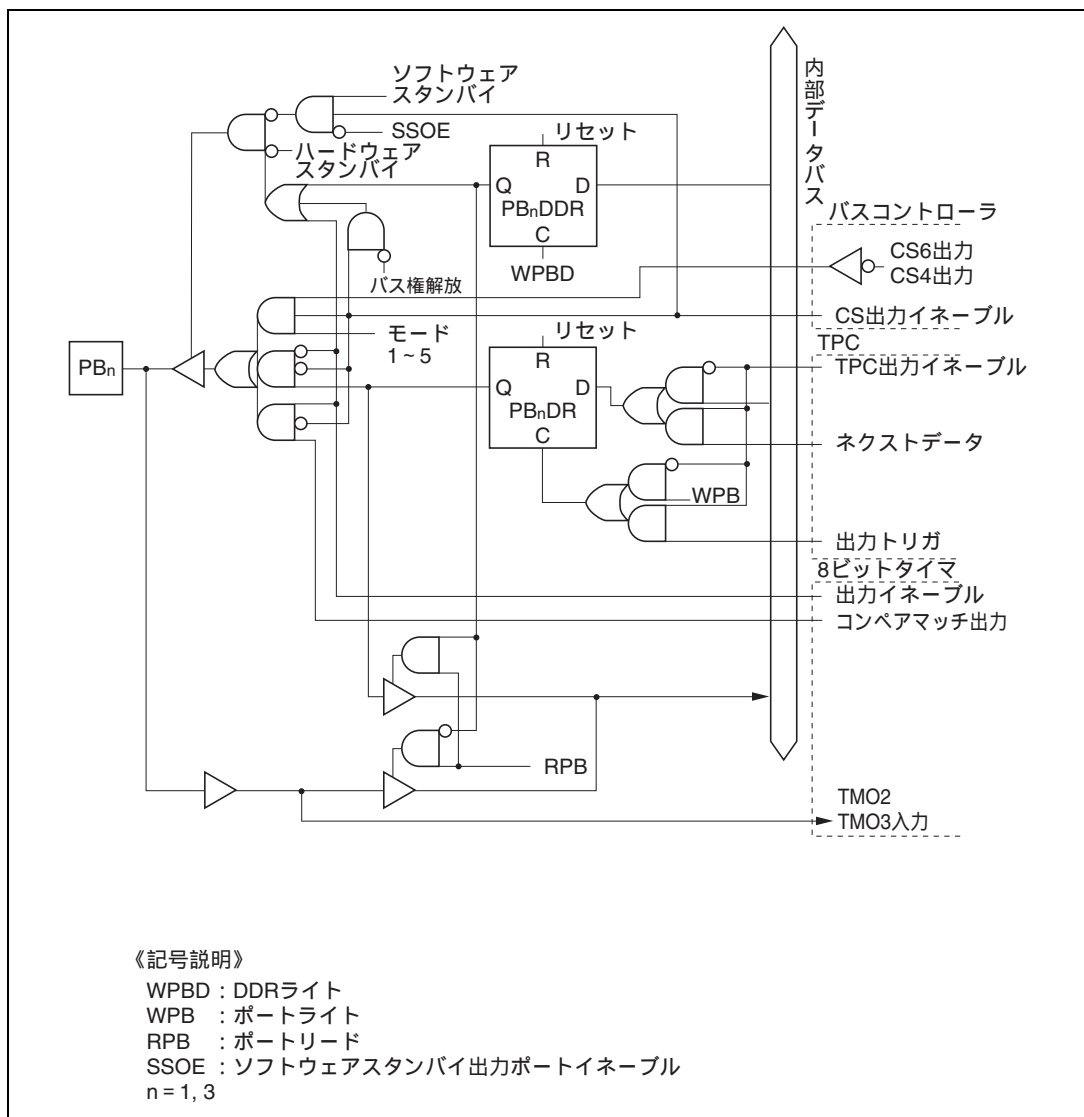 ソフトウェア
スタンバイ
SSOE
ハードウェア
スタンバイ
リセット
R
Q D
PBnDDR
C
WPBD
内部データバス
バスコントローラ
CS6出力
CS4出力
バス権解放
CS出力イネーブル
モード
1~5
リセット
TPC
TPC出力イネーブル
PBn
R
Q D
PBnDR
C
ネクストデータ
WPB
出力トリガ
8ビットタイマ
出力イネーブル
コンペアマッチ出力
RPB
TMO2
TMO3入力
《記号説明》
WPBD : DDRライト
WPB : ポートライト
RPB : ポートリード
SSOE : ソフトウェアスタンバイ出力ポートイネーブル
n = 1, 3